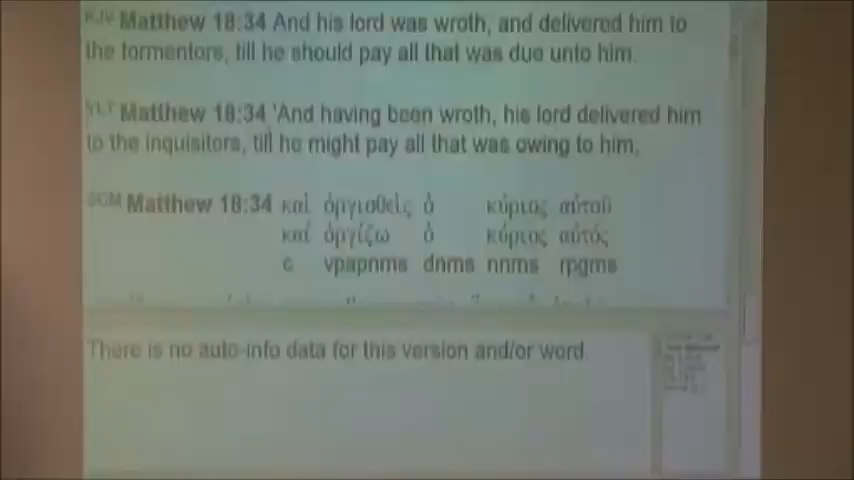 KJV Matthew 18:34 And his lord was wroth, and delivered him to
the tormentors, till he should pay all that was due unto him.
YLT Matthew 18:34 'And having been wroth, his lord delivered him
to the inquisitors, till he might pay all that was owing to him,
Matthew 18:34 καὶ ὀργισθεὶς ὁ κύριος αὐτοῦ
καί ὀργίζω ὁ κύριος αὐτός
c vpapnms dnms nnms rpgms
There is no auto-info data for this version and/or word.